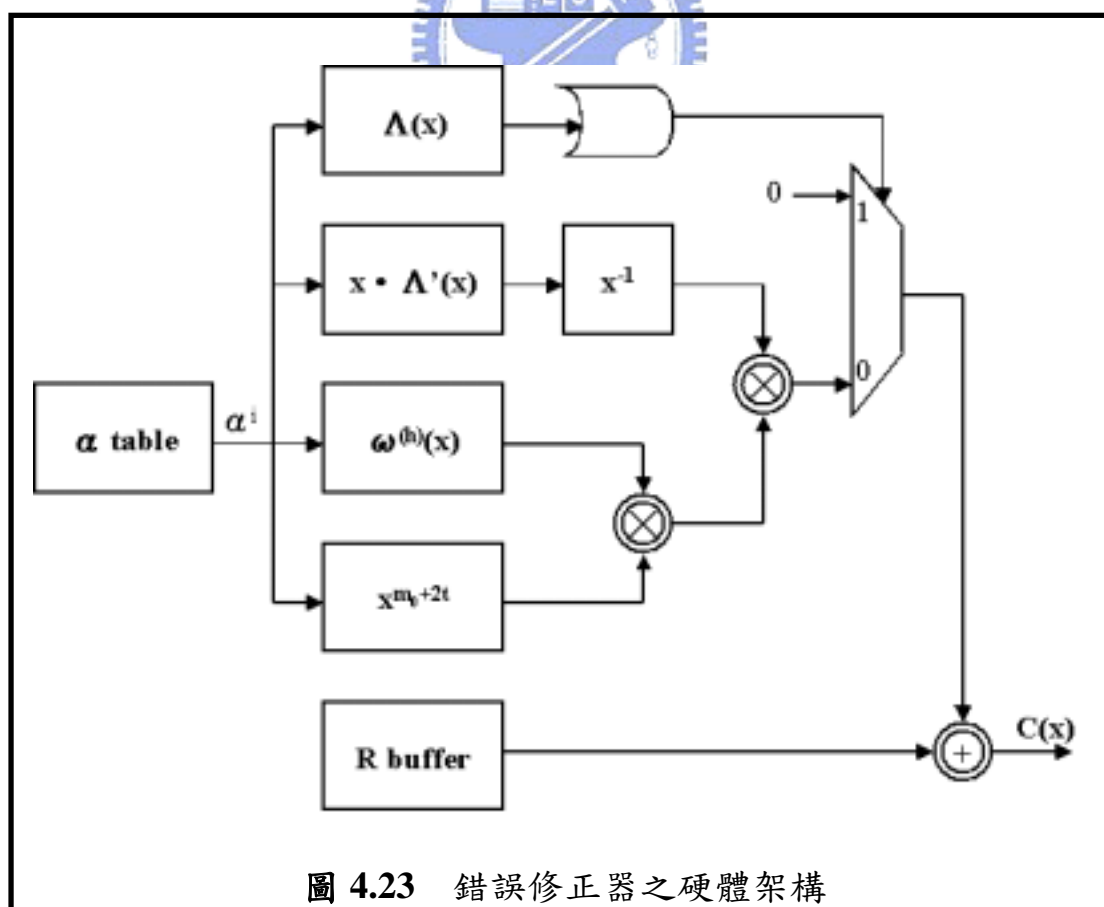 Λ(x)
0
1
x • Λ’(x)
x⁻¹
0
α table
αⁱ
ω⁽ʰ⁾(x)
x^{m₀+2t}
R buffer
C(x)
圖 4.23 錯誤修正器之硬體架構